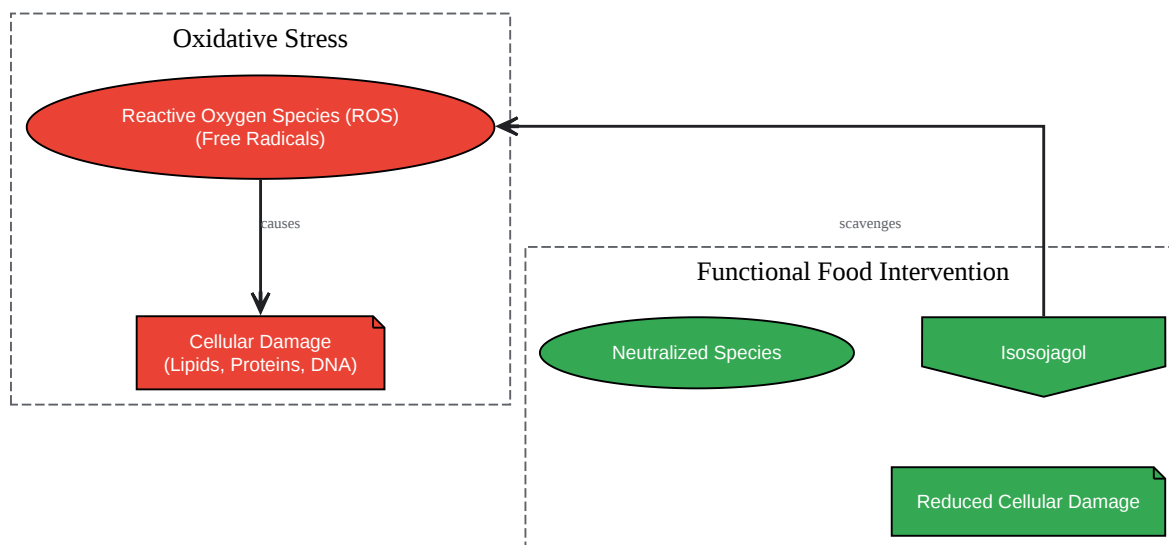 Oxidative Stress
Reactive Oxygen Species (ROS)
(Free Radicals)
causes
scavenges
Cellular Damage
(Lipids, Proteins, DNA)
Functional Food Intervention
Neutralized Species
Isosojagol
Reduced Cellular Damage